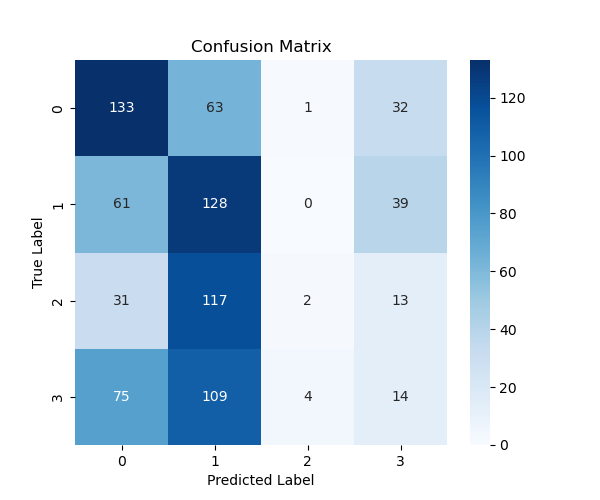 Confusion Matrix
True Label
0 133 63 1 32
1 61 128 0 39
2 31 117 2 13
3 75 109 4 14
0 1 2 3
Predicted Label
120
100
80
60
40
20
0